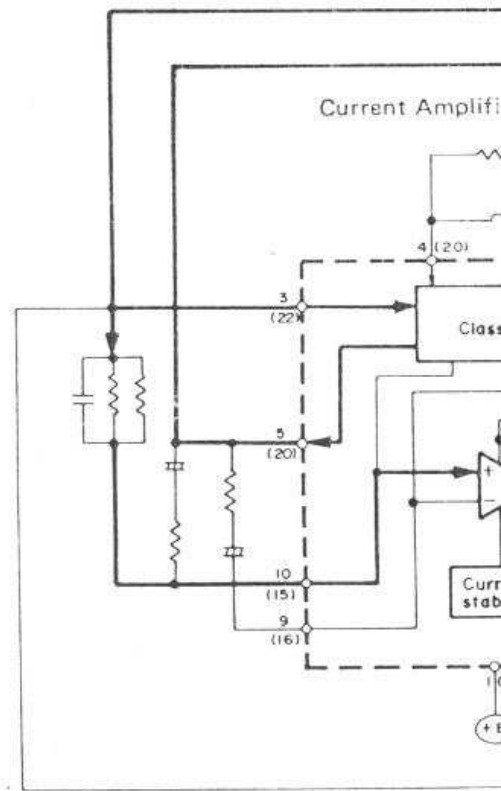 Current Amplifi
4 (20)
3
(22)
Class
5
(20)
+
-
10
(15)
Curr
stab
9
(16)
1 (
+ B